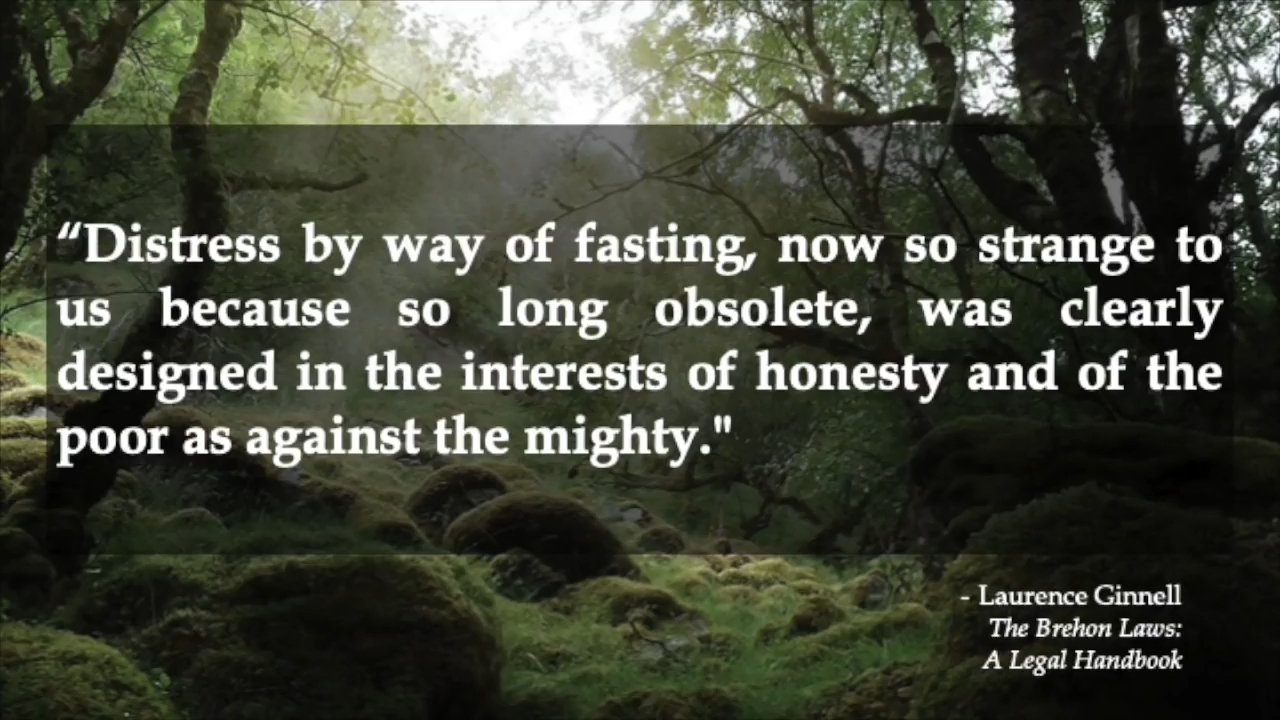 “Distress by way of fasting, now so strange to
us because so long obsolete, was clearly
designed in the interests of honesty and of the
poor as against the mighty."
- Laurence Ginnell
The Brehon Laws:
A Legal Handbook